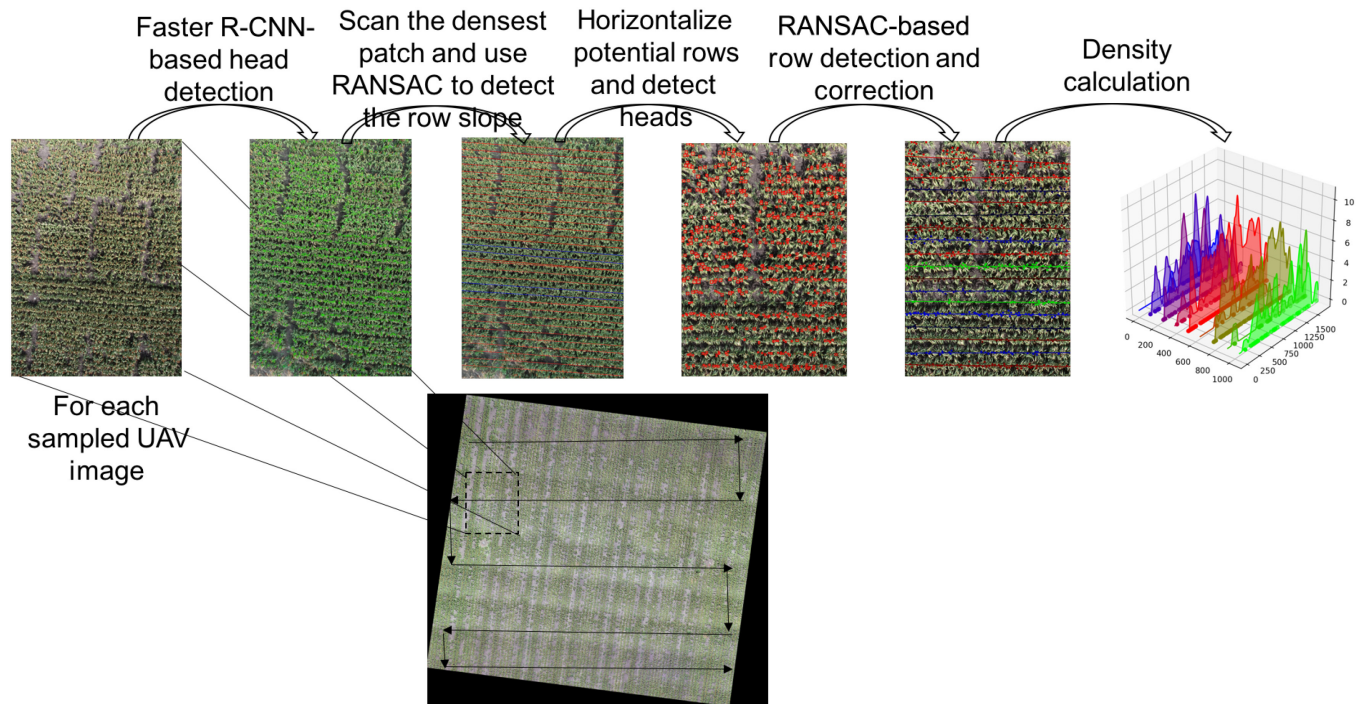 Faster R-CNN-
based head
detection
Scan the densest
patch and use
RANSAC to detect
the row slope
Horizontalize
potential rows
and detect
heads
RANSAC-based
row detection and
correction
Density
calculation
10
8
6
4
2
0
0
200
400
600
800
1000
0
250
500
750
1000
1250
1500
For each
sampled UAV
image